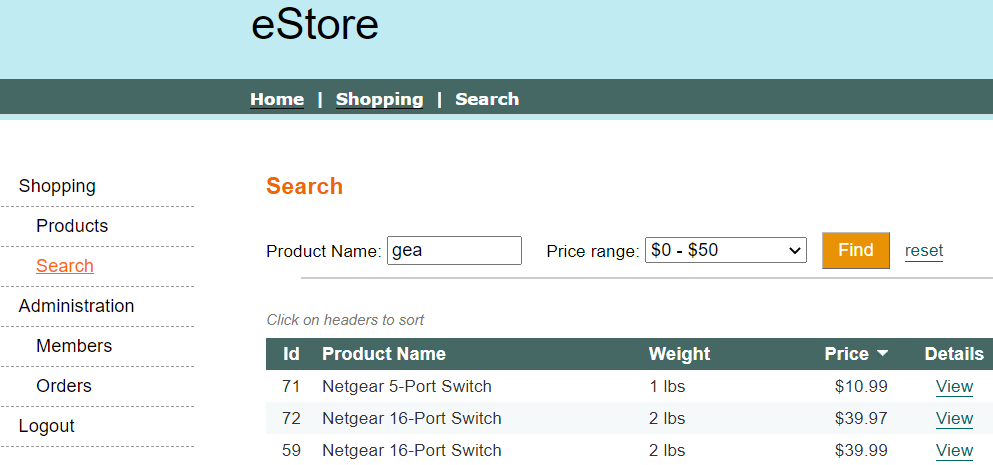 eStore
Home | Shopping | Search
Shopping
Products
Search
Administration
Members
Orders
Logout
Search
Product Name: gea Price range: $0 - $50 Find reset
Click on headers to sort
Id Product Name Weight Price Details
71 Netgear 5-Port Switch 1 lbs $10.99 View
72 Netgear 16-Port Switch 2 lbs $39.97 View
59 Netgear 16-Port Switch 2 lbs $39.99 View